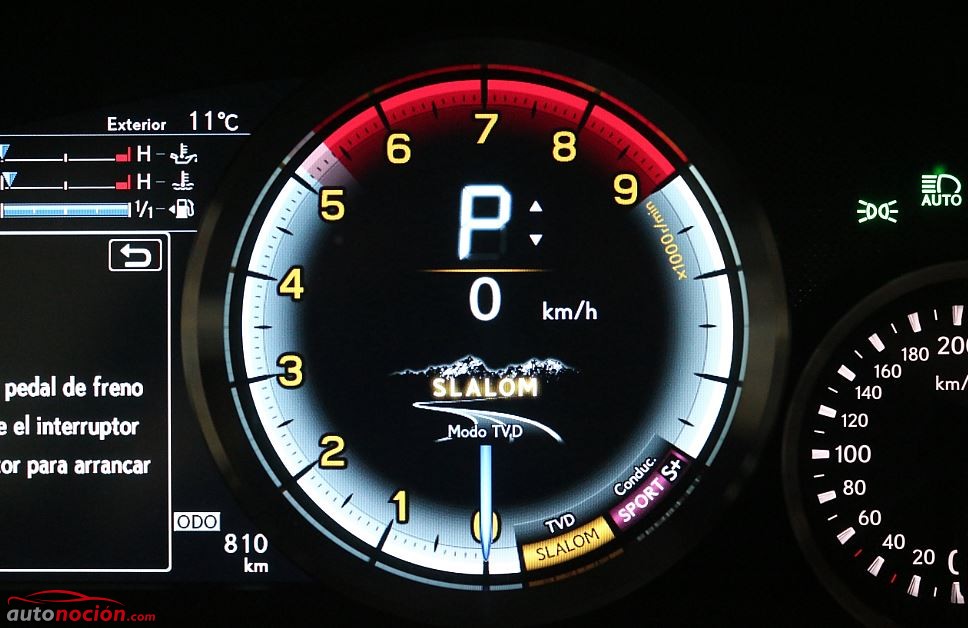 Exterior 11°C
H
H
1/1
pedal de freno
e el interruptor
tor para arrancar
ODO
810
km
0
1
2
3
4
5
6
7
8
9
x1000r/min
P
0 km/h
SLALOM
Modo TVD
TVD
SLALOM
Conduc.
SPORT S+
AUTO
200
180
160
140
120
100
80
60
40
20
0
km/
autonoción.com